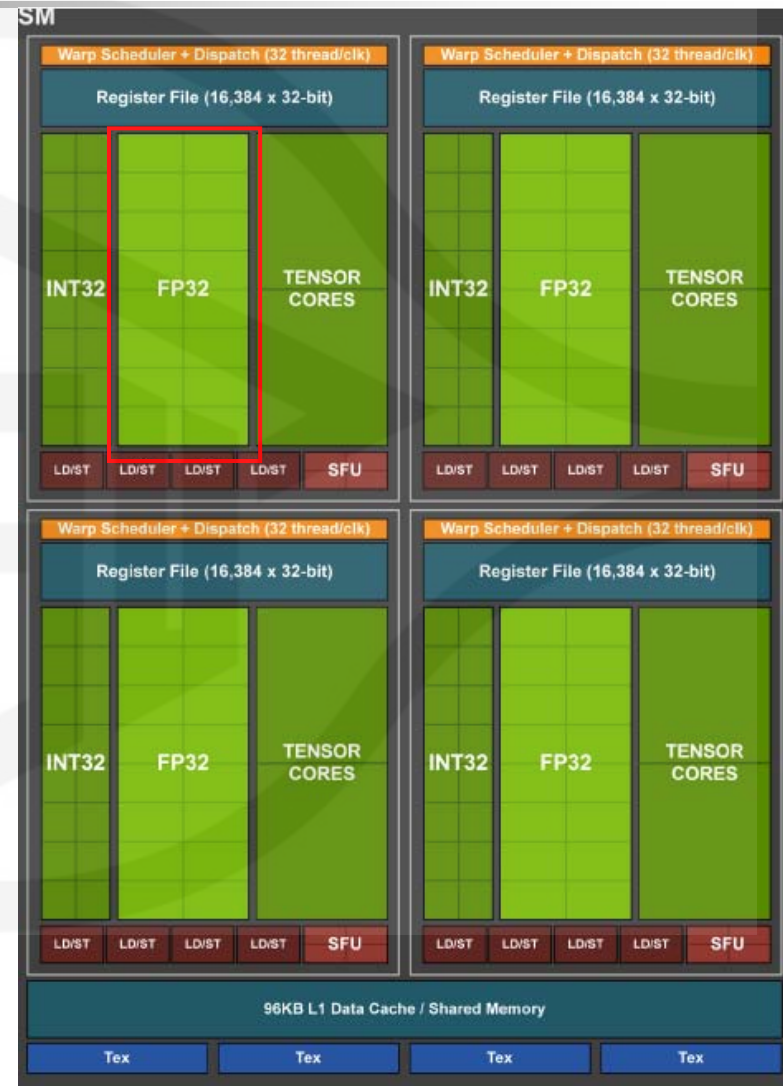 SM
Warp Scheduler + Dispatch (32 thread/clk)
Register File (16,384 x 32-bit)
INT32
FP32
TENSOR
CORES
LD/ST LD/ST LD/ST LD/ST SFU
Warp Scheduler + Dispatch (32 thread/clk)
Register File (16,384 x 32-bit)
INT32
FP32
TENSOR
CORES
LD/ST LD/ST LD/ST LD/ST SFU
Warp Scheduler + Dispatch (32 thread/clk)
Register File (16,384 x 32-bit)
INT32
FP32
TENSOR
CORES
LD/ST LD/ST LD/ST LD/ST SFU
Warp Scheduler + Dispatch (32 thread/clk)
Register File (16,384 x 32-bit)
INT32
FP32
TENSOR
CORES
LD/ST LD/ST LD/ST LD/ST SFU
96KB L1 Data Cache / Shared Memory
Tex Tex Tex Tex